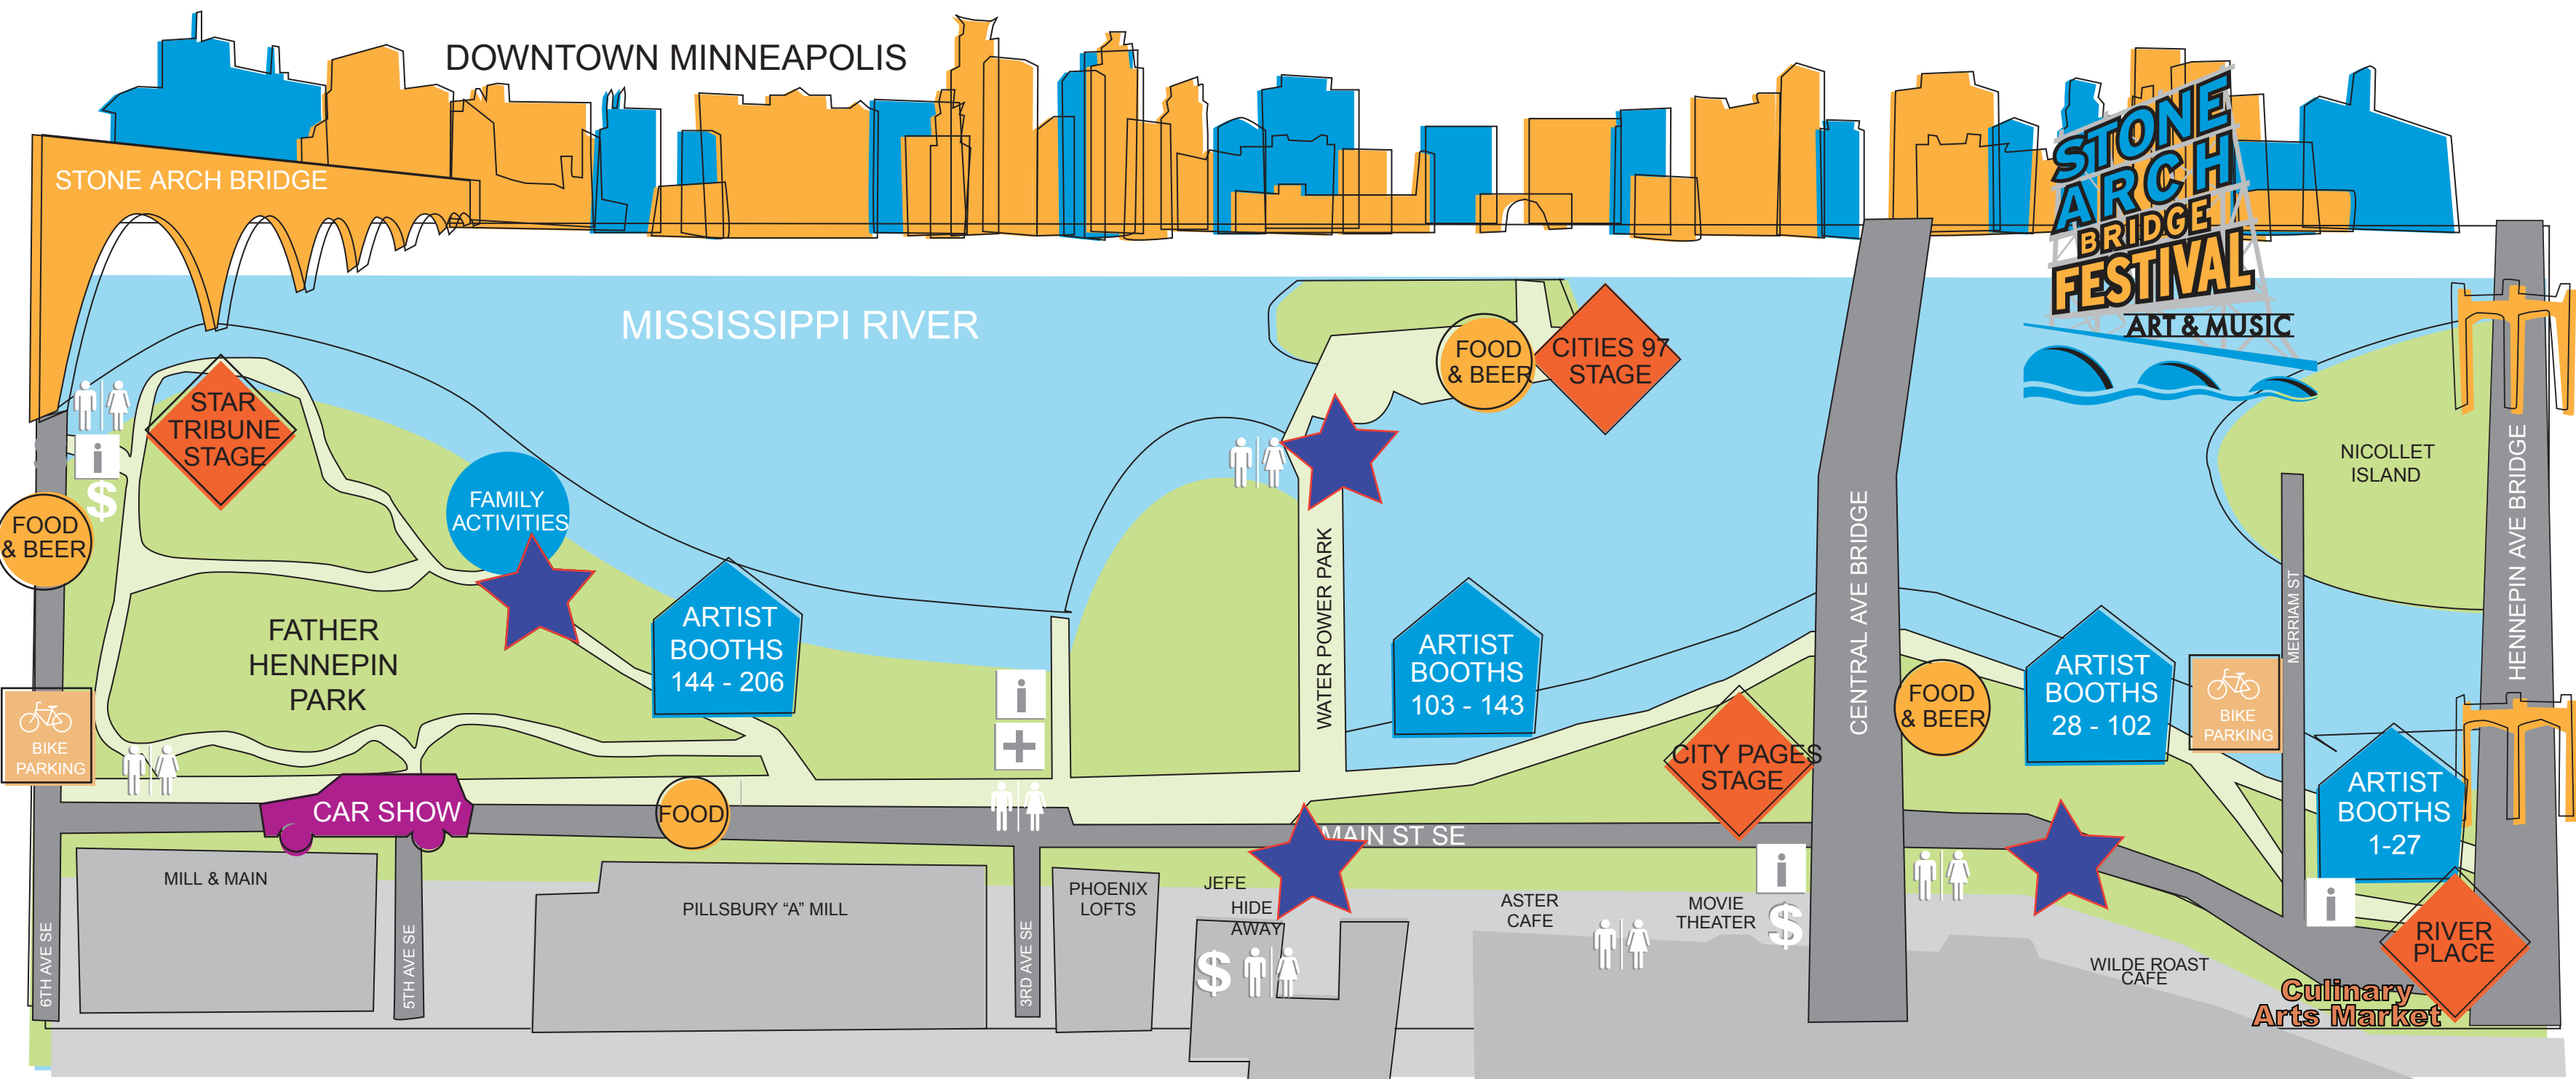 DOWNTOWN MINNEAPOLIS
STONE ARCH BRIDGE
STONE
ARCH
BRIDGE
FESTIVAL
ART & MUSIC
MISSISSIPPI RIVER
FOOD
& BEER
CITIES 97
STAGE
STAR
TRIBUNE
STAGE
i
$
FOOD
& BEER
FAMILY
ACTIVITIES
FATHER
HENNEPIN
PARK
ARTIST
BOOTHS
144 - 206
i
+
WATER POWER PARK
ARTIST
BOOTHS
103 - 143
CITY PAGES
STAGE
CENTRAL AVE BRIDGE
FOOD
& BEER
ARTIST
BOOTHS
28 - 102
BIKE
PARKING
MERRIAM ST
NICOLLET
ISLAND
HENNEPIN AVE BRIDGE
ARTIST
BOOTHS
1-27
BIKE
PARKING
CAR SHOW
FOOD
MAIN ST SE
i
$
i
RIVER
PLACE
6TH AVE SE
MILL & MAIN
5TH AVE SE
PILLSBURY “A” MILL
3RD AVE SE
PHOENIX
LOFTS
JEFE
HIDE
AWAY
$
ASTER
CAFE
MOVIE
THEATER
WILDE ROAST
CAFE
Culinary
Arts Market